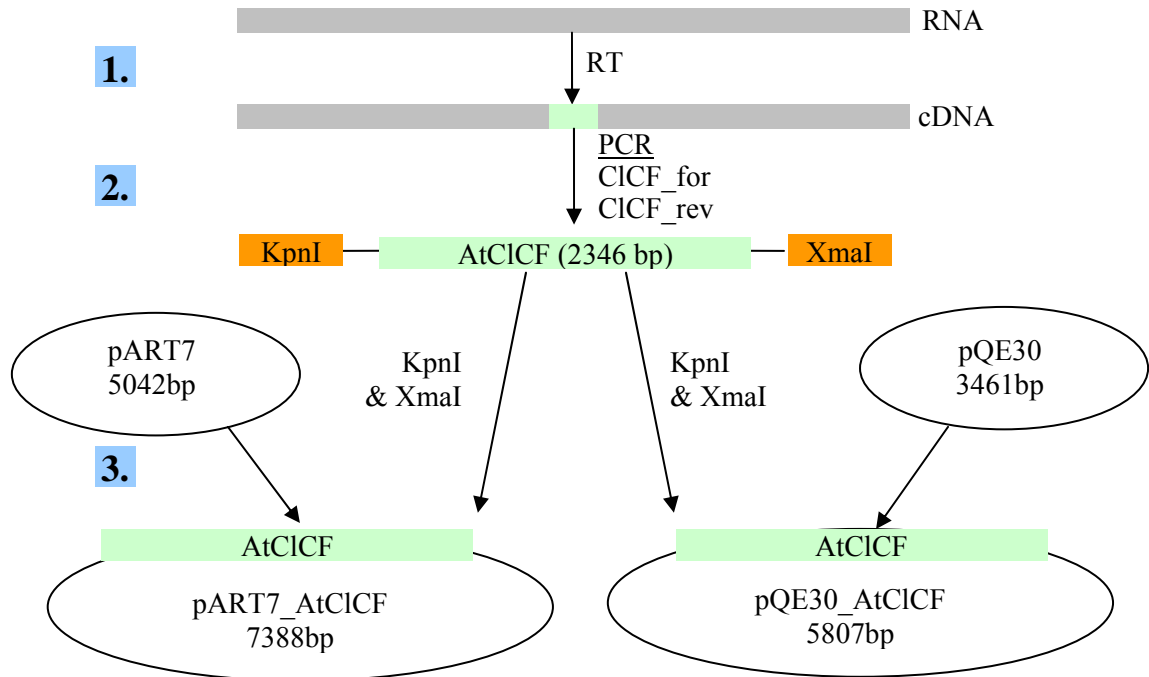 RNA
1.
RT
cDNA
PCR
ClCF_for
ClCF_rev
2.
KpnI
AtClCF (2346 bp)
XmaI
pART7
5042bp
KpnI
& XmaI
KpnI
& XmaI
pQE30
3461bp
3.
AtClCF
pART7_AtClCF
7388bp
AtClCF
pQE30_AtClCF
5807bp